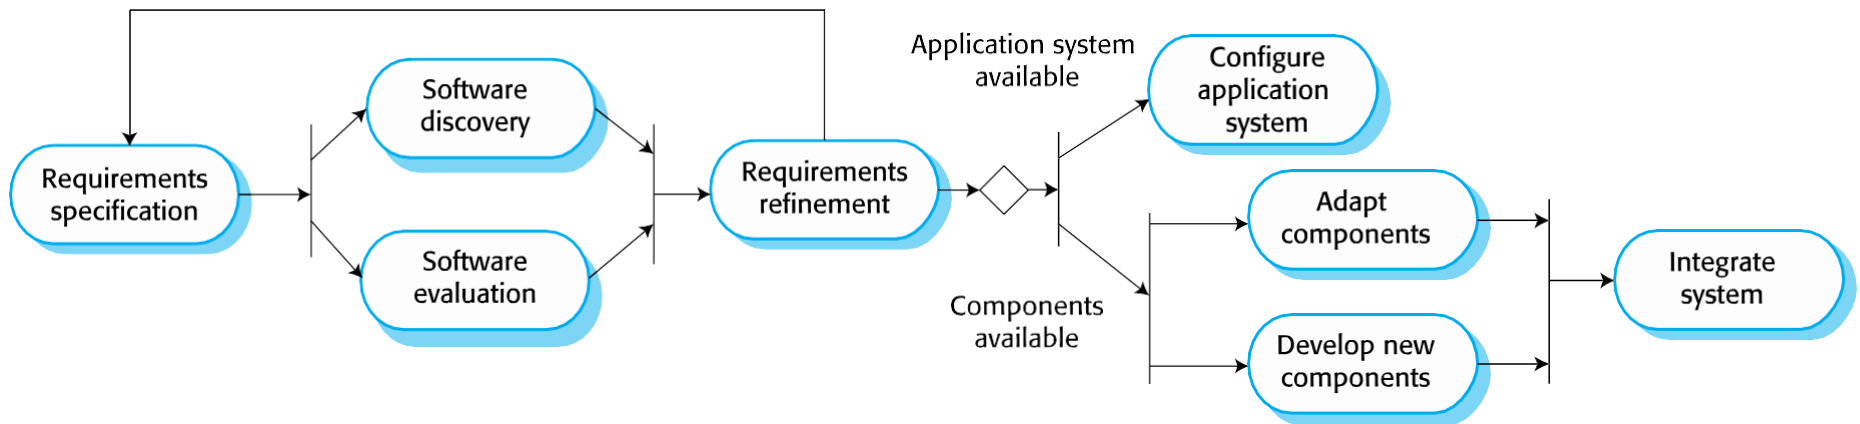 Requirements
specification
Software
discovery
Software
evaluation
Requirements
refinement
Application system
available
Configure
application
system
Components
available
Adapt
components
Develop new
components
Integrate
system